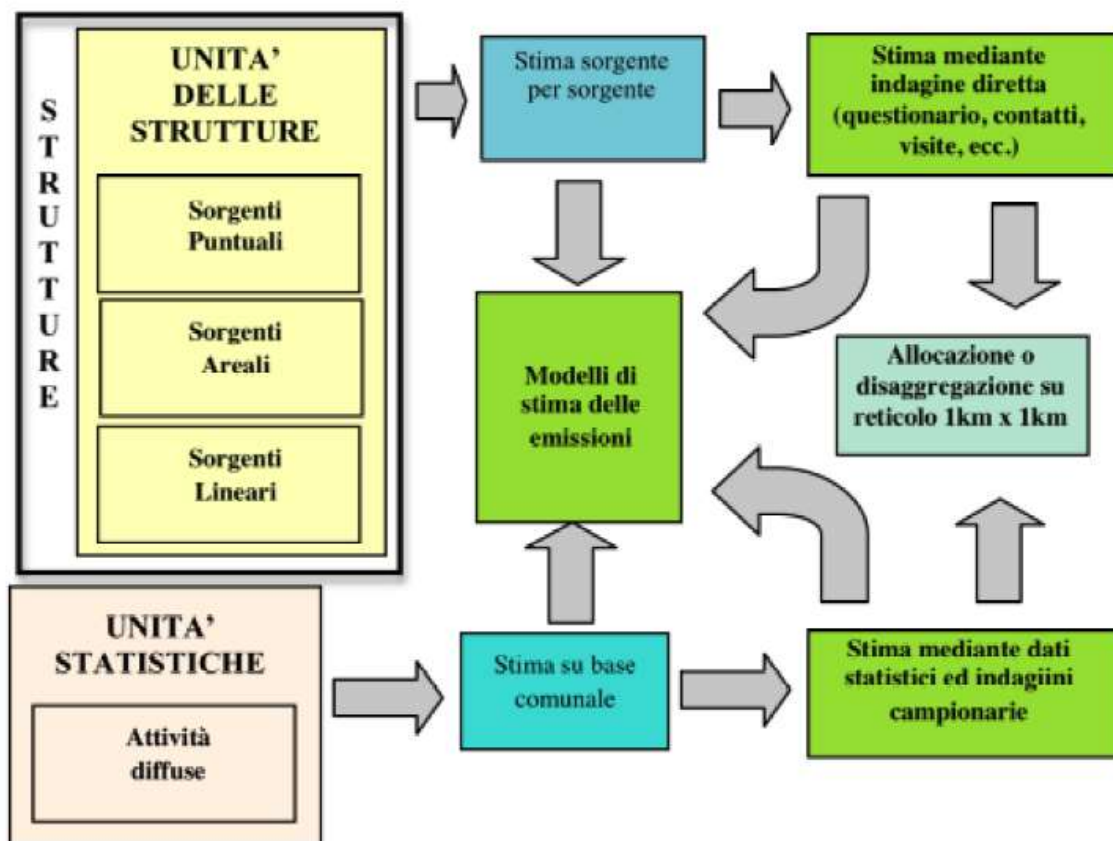 STRUTTURE
UNITA’
DELLE
STRUTTURE
Sorgenti
Puntuali
Sorgenti
Areali
Sorgenti
Lineari
Stima sorgente
per sorgente
Stima mediante
indagine diretta
(questionario, contatti,
visite, ecc.)
Modelli di
stima delle
emissioni
Allocazione o
disaggregazione su
reticolo 1km x 1km
UNITA’
STATISTICHE
Attività
diffuse
Stima su base
comunale
Stima mediante dati
statistici ed indagiini
campionarie